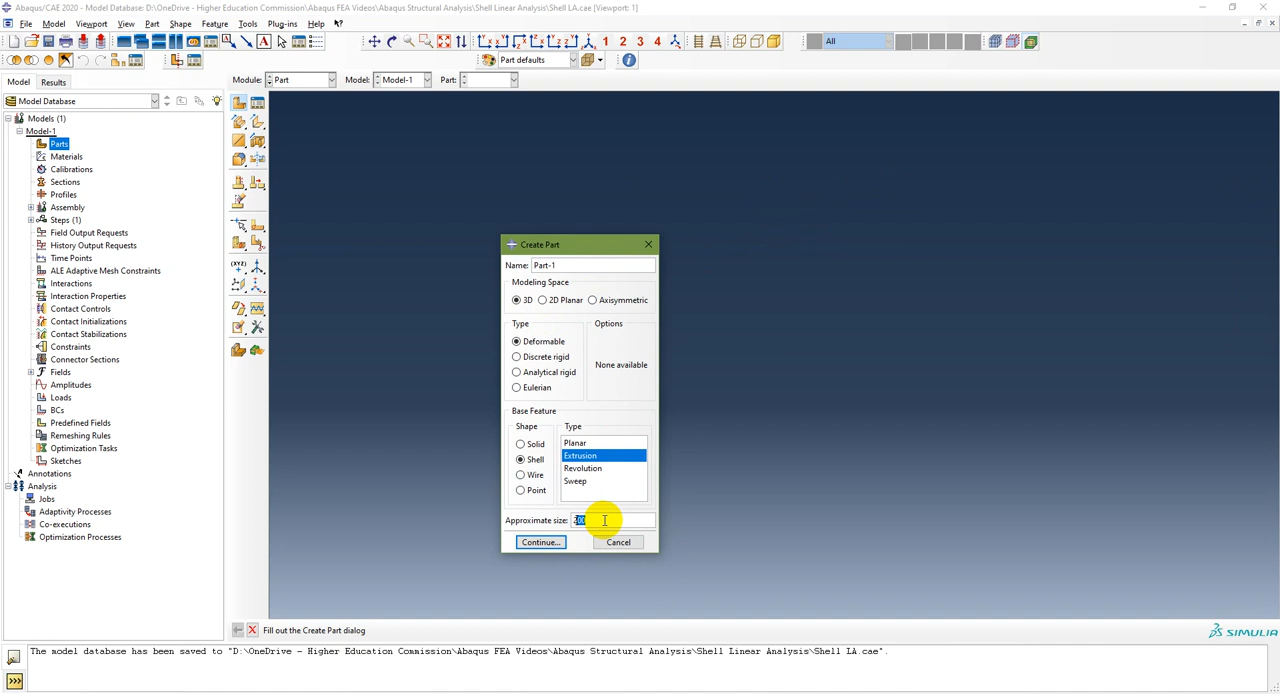 Abaqus/CAE 2020 - Model Database: D:\OneDrive - Higher Education Commission\Abaqus FEA Videos\Abaqus Structural Analysis\Shell Linear Analysis\Shell LA.cae* [Viewport: 1]
File Model Viewport View Part Shape Feature Tools Plug-ins Help
1 2 3 4 All
Part defaults
Model Results Module: Part Model: Model-1 Part:
Model Database
Models (1)
Model-1
Parts
Materials
Calibrations
Sections
Profiles
Assembly
Steps (1)
Field Output Requests
History Output Requests
Time Points
ALE Adaptive Mesh Constraints
Interactions
Interaction Properties
Contact Controls
Contact Initializations
Contact Stabilizations
Constraints
Connector Sections
Fields
Amplitudes
Loads
BCs
Predefined Fields
Remeshing Rules
Optimization Tasks
Sketches
Annotations
Analysis
Jobs
Adaptivity Processes
Co-executions
Optimization Processes
(XYZ)
Create Part
Name: Part-1
Modeling Space
3D 2D Planar Axisymmetric
Type Options
Deformable
Discrete rigid
Analytical rigid
Eulerian
None available
Base Feature
Shape Type
Solid
Shell
Wire
Point
Planar
Extrusion
Revolution
Sweep
Approximate size:
Continue... Cancel
Fill out the Create Part dialog
SIMULIA
The model database has been saved to "D:\OneDrive - Higher Education Commission\Abaqus FEA Videos\Abaqus Structural Analysis\Shell Linear Analysis\Shell LA.cae".
>>>